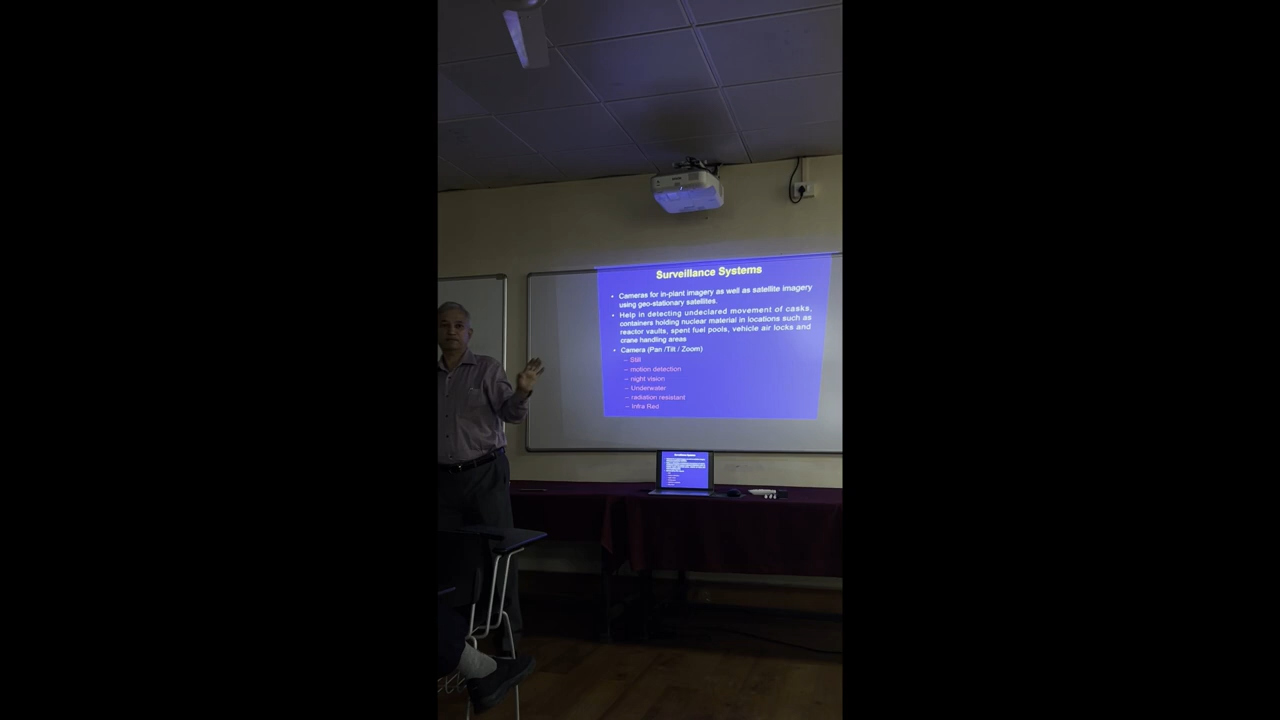 Surveillance Systems
• Cameras for in-plant imagery as well as satellite imagery
using geo-stationary satellites.
• Help in detecting undeclared movement of casks,
containers holding nuclear material in locations such as
reactor vaults, spent fuel pools, vehicle air locks and
crane handling areas
• Camera (Pan /Tilt / Zoom)
– Still
– motion detection
– night vision
– Underwater
– radiation resistant
– Infra Red
Surveillance Systems